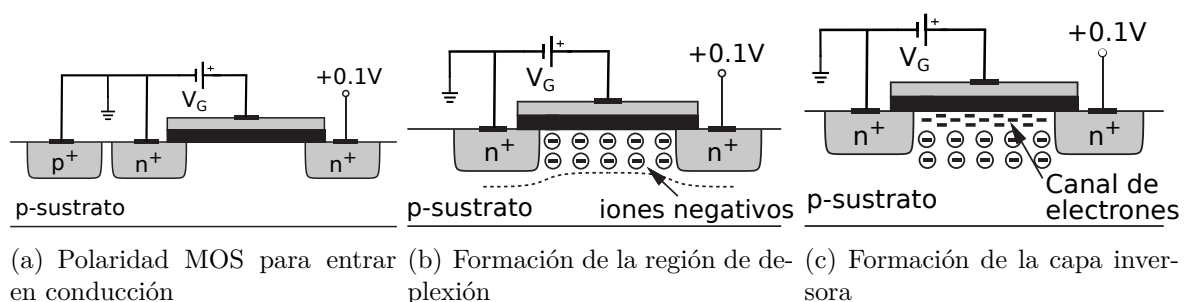 +0.1V
V_G
p+
n+
n+
p-sustrato
(a) Polaridad MOS para entrar
en conducción
+0.1V
V_G
n+
n+
p-sustrato
iones negativos
(b) Formación de la región de de-
plexión
+0.1V
V_G
n+
n+
Canal de
electrones
p-sustrato
(c) Formación de la capa inver-
sora